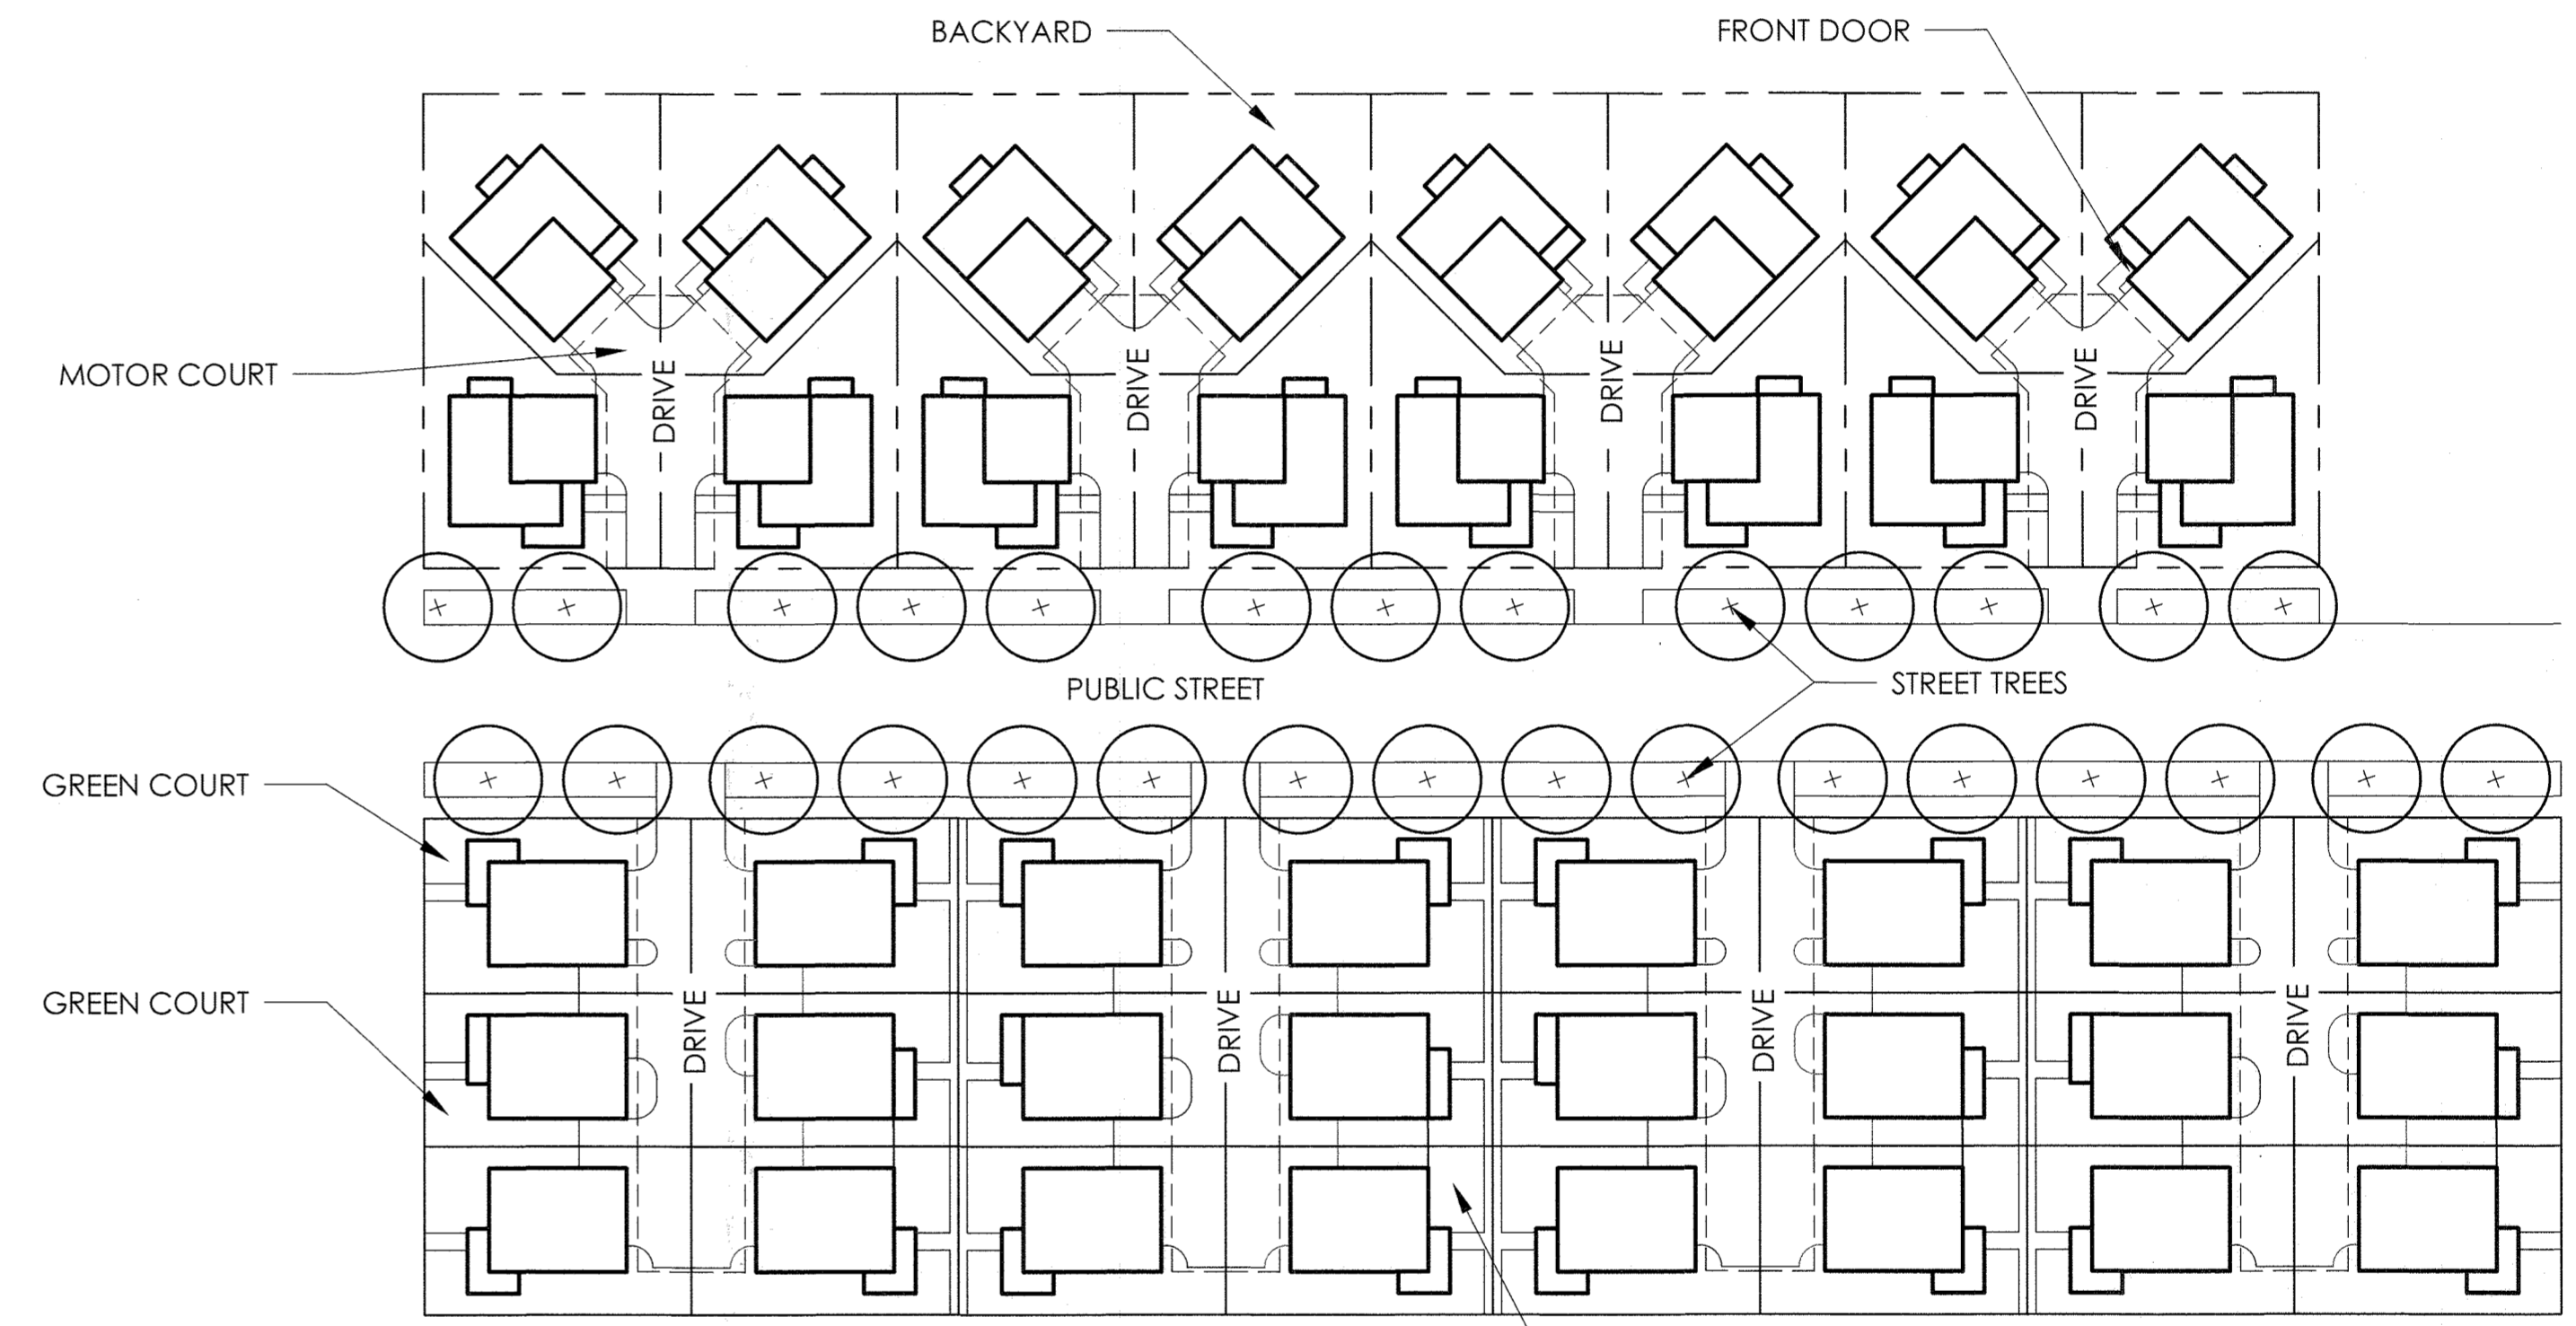 BACKYARD
FRONT DOOR
MOTOR COURT
DRIVE
DRIVE
DRIVE
DRIVE
PUBLIC STREET
STREET TREES
GREEN COURT
GREEN COURT
DRIVE
DRIVE
DRIVE
DRIVE